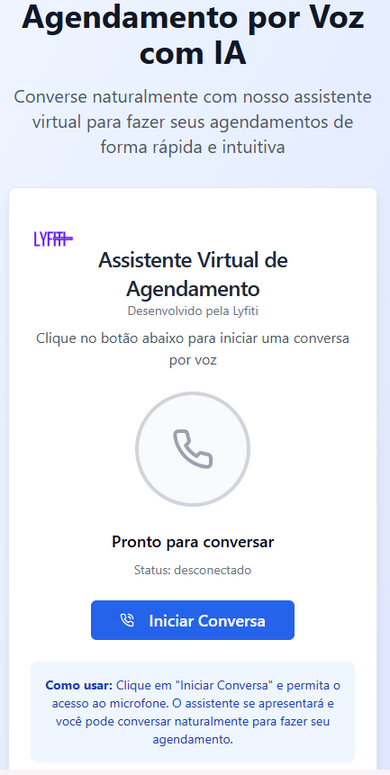 Agendamento por Voz
com IA
Converse naturalmente com nosso assistente
virtual para fazer seus agendamentos de
forma rápida e intuitiva
LYFITI
Assistente Virtual de
Agendamento
Desenvolvido pela Lyfiti
Clique no botão abaixo para iniciar uma conversa
por voz
Pronto para conversar
Status: desconectado
Iniciar Conversa
Como usar: Clique em "Iniciar Conversa" e permita o
acesso ao microfone. O assistente se apresentará e
você pode conversar naturalmente para fazer seu
agendamento.